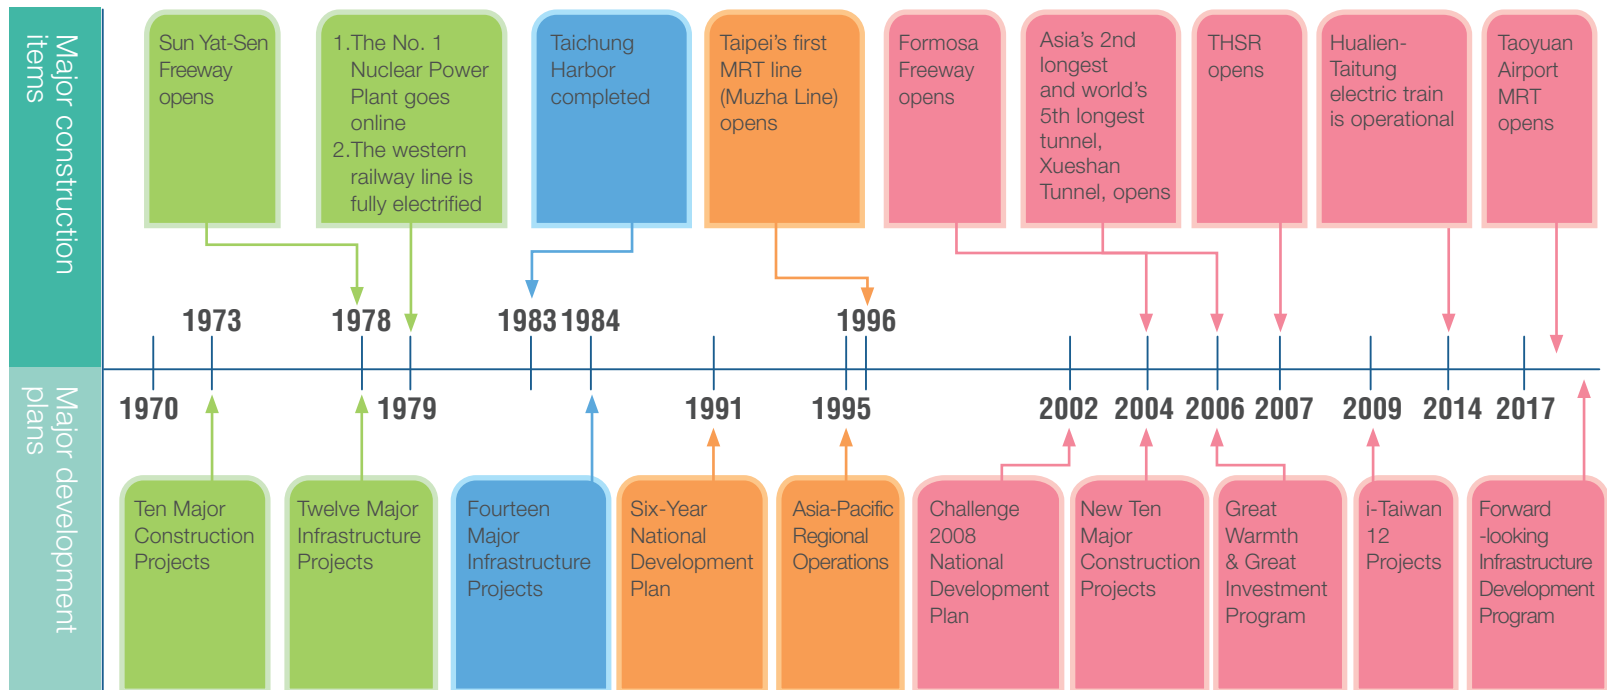 Major construction
items
Sun Yat-Sen
Freeway
opens
1.The No. 1
Nuclear Power
Plant goes
online
2.The western
railway line is
fully electrified
Taichung
Harbor
completed
Taipei's first
MRT line
(Muzha Line)
opens
Formosa
Freeway
opens
Asia's 2nd
longest
and world's
5th longest
tunnel,
Xueshan
Tunnel, opens
THSR
opens
Hualien-
Taitung
electric train
is operational
Taoyuan
Airport
MRT
opens
1973
1978
1983
1984
1996
1970
1979
1991
1995
2002
2004
2006
2007
2009
2014
2017
Major development
plans
Ten Major
Construction
Projects
Twelve Major
Infrastructure
Projects
Fourteen
Major
Infrastructure
Projects
Six-Year
National
Development
Plan
Asia-Pacific
Regional
Operations
Challenge
2008
National
Development
Plan
New Ten
Major
Construction
Projects
Great
Warmth
& Great
Investment
Program
i-Taiwan
12
Projects
Forward
-looking
Infrastructure
Development
Program